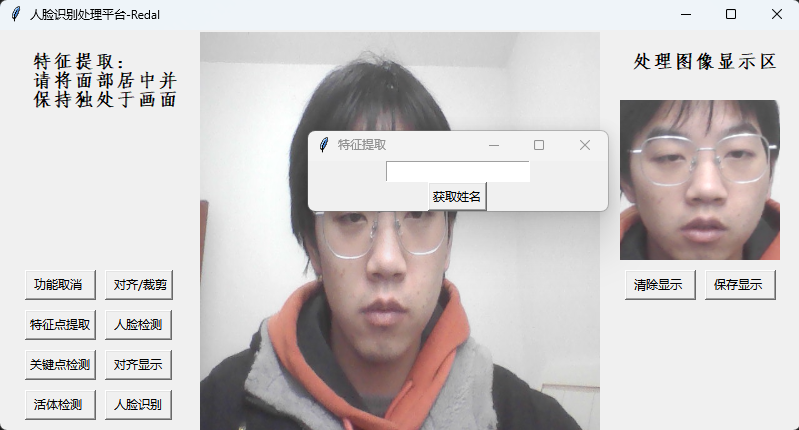 人脸识别处理平台-Redal
特征提取:
请将面部居中并
保持独处于画面
处理图像显示区
特征提取
获取姓名
功能取消
对齐/裁剪
清除显示
保存显示
特征点提取
人脸检测
关键点检测
对齐显示
活体检测
人脸识别